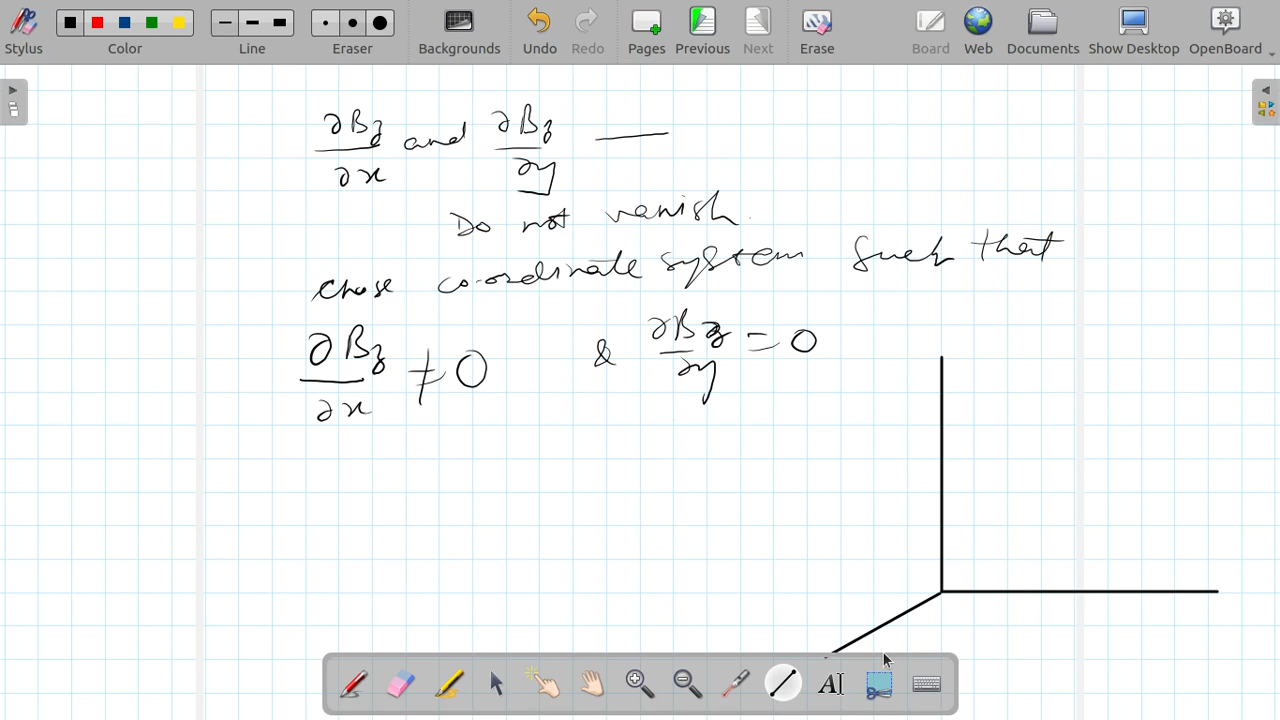 Stylus Color Line Eraser Backgrounds Undo Redo Pages Previous Next Erase Board Web Documents Show Desktop OpenBoard
∂Bz/∂x and ∂Bz/∂y —
Do not vanish.
chose co-ordinate system such that
∂Bz/∂x ≠ 0 & ∂Bz/∂y = 0
AI